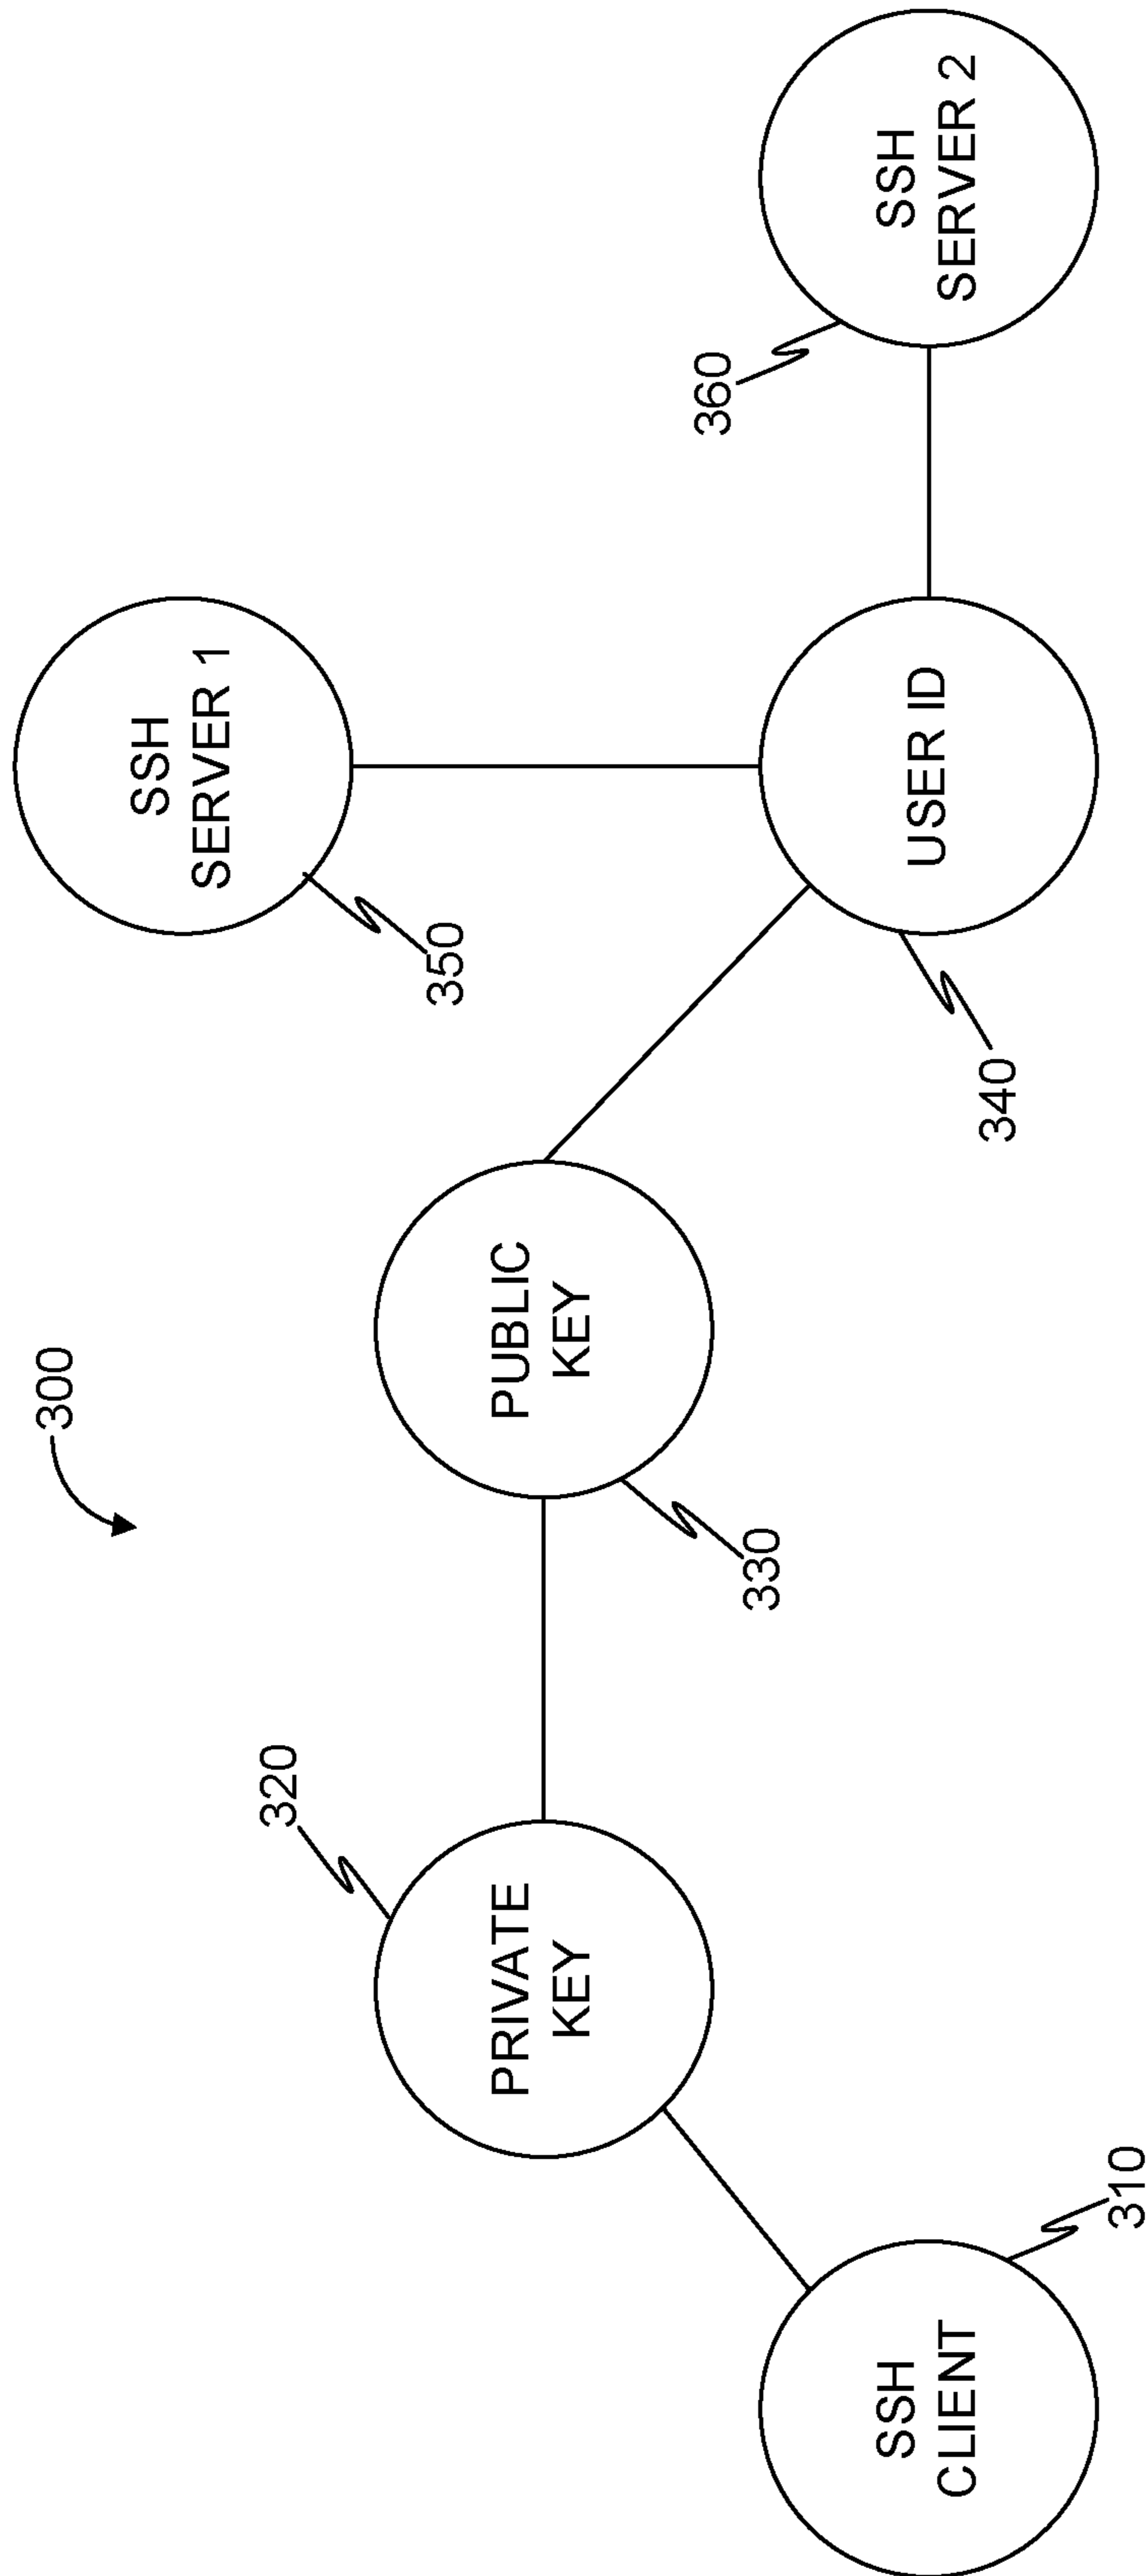 300
SSH
CLIENT
310
PRIVATE
KEY
320
PUBLIC
KEY
330
USER ID
340
SSH
SERVER 1
350
SSH
SERVER 2
360